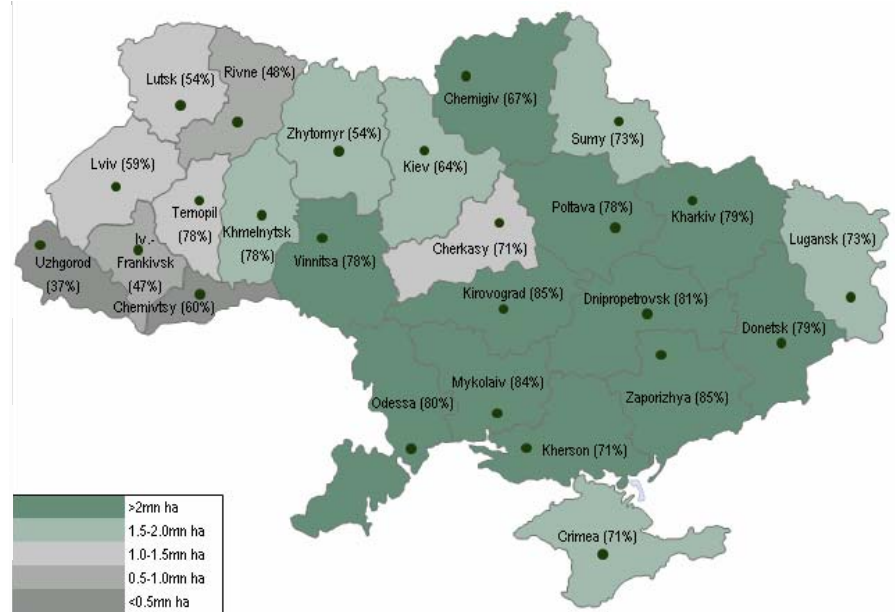 Lutsk (54%)
Rivne (48%)
Chernigiv (67%)
Zhytomyr (54%)
Sumy (73%)
Lviv (59%)
Kiev (64%)
Ternopil
(78%)
Khmelnytsk
(78%)
Poltava (78%)
Kharkiv (79%)
Lugansk (73%)
Uzhgorod
(37%)
Iv.-
Frankivsk
(47%)
Vinnitsa (78%)
Cherkasy (71%)
Chernivtsy (60%)
Kirovograd (85%)
Dnipropetrovsk (81%)
Donetsk (79%)
Odessa (80%)
Mykolaiv (84%)
Zaporizhya (85%)
Kherson (71%)
Crimea (71%)
>2mn ha
1.5-2.0mn ha
1.0-1.5mn ha
0.5-1.0mn ha
<0.5mn ha